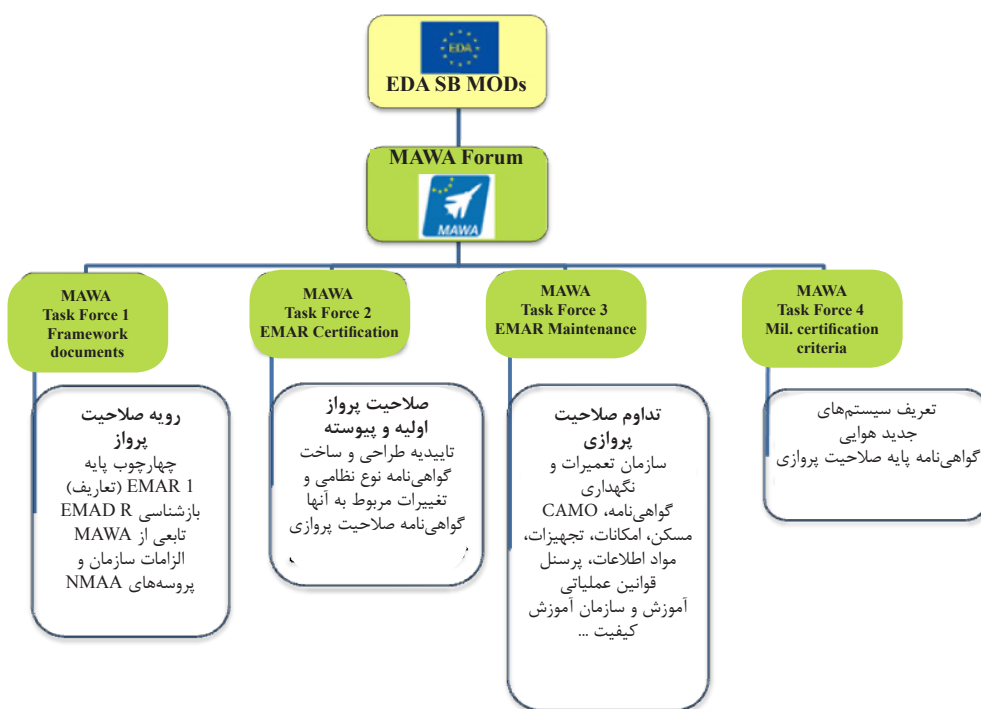 EDA
EDA SB MODs
MAWA Forum
MAWA
MAWA
Task Force 1
Framework
documents
MAWA
Task Force 2
EMAR Certification
MAWA
Task Force 3
EMAR Maintenance
MAWA
Task Force 4
Mil. certification
criteria
رویه صلاحیت
پرواز
چهارچوب پایه
EMAR 1 (تعاریف)
بازشناسی EMAD R
تابعی از MAWA
الزامات سازمان و
پروسه‌های NMAA
صلاحیت پرواز
اولیه و پیوسته
تاییدیه طراحی و ساخت
گواهی‌نامه نوع نظامی و
تغییرات مربوط به آنها
گواهی‌نامه صلاحیت پروازی
تداوم صلاحیت
پروازی
سازمان تعمیرات و
نگهداری
گواهی‌نامه، CAMO
مسکن، امکانات، تجهیزات،
مواد اطلاعات، پرسنل
قوانین عملیاتی
آموزش و سازمان آموزش
کیفیت ...
تعریف سیستم‌های
جدید هوایی
گواهی‌نامه پایه صلاحیت پروازی